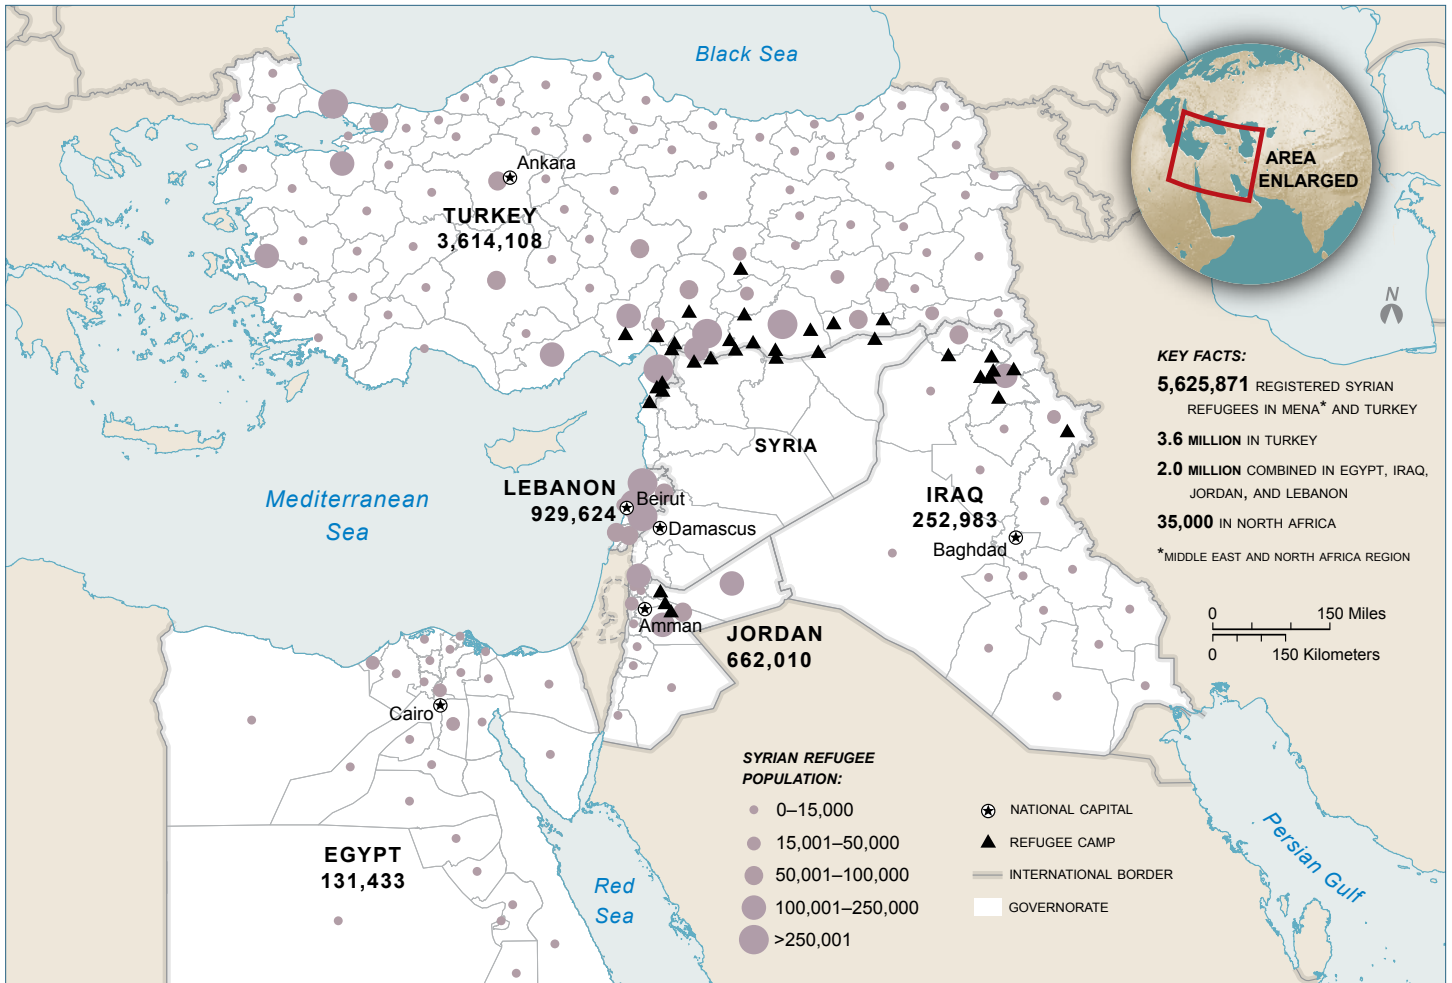 Black Sea
AREA
ENLARGED
Ankara
TURKEY
3,614,108
N
KEY FACTS:
5,625,871 REGISTERED SYRIAN
REFUGEES IN MENA* AND TURKEY
3.6 MILLION IN TURKEY
2.0 MILLION COMBINED IN EGYPT, IRAQ,
JORDAN, AND LEBANON
35,000 IN NORTH AFRICA
*MIDDLE EAST AND NORTH AFRICA REGION
0 150 Miles
0 150 Kilometers
SYRIA
Mediterranean
Sea
LEBANON
929,624
Beirut
Damascus
IRAQ
252,983
Baghdad
Amman
JORDAN
662,010
Cairo
EGYPT
131,433
Red
Sea
Persian Gulf
SYRIAN REFUGEE
POPULATION:
0–15,000
15,001–50,000
50,001–100,000
100,001–250,000
>250,001
NATIONAL CAPITAL
REFUGEE CAMP
INTERNATIONAL BORDER
GOVERNORATE